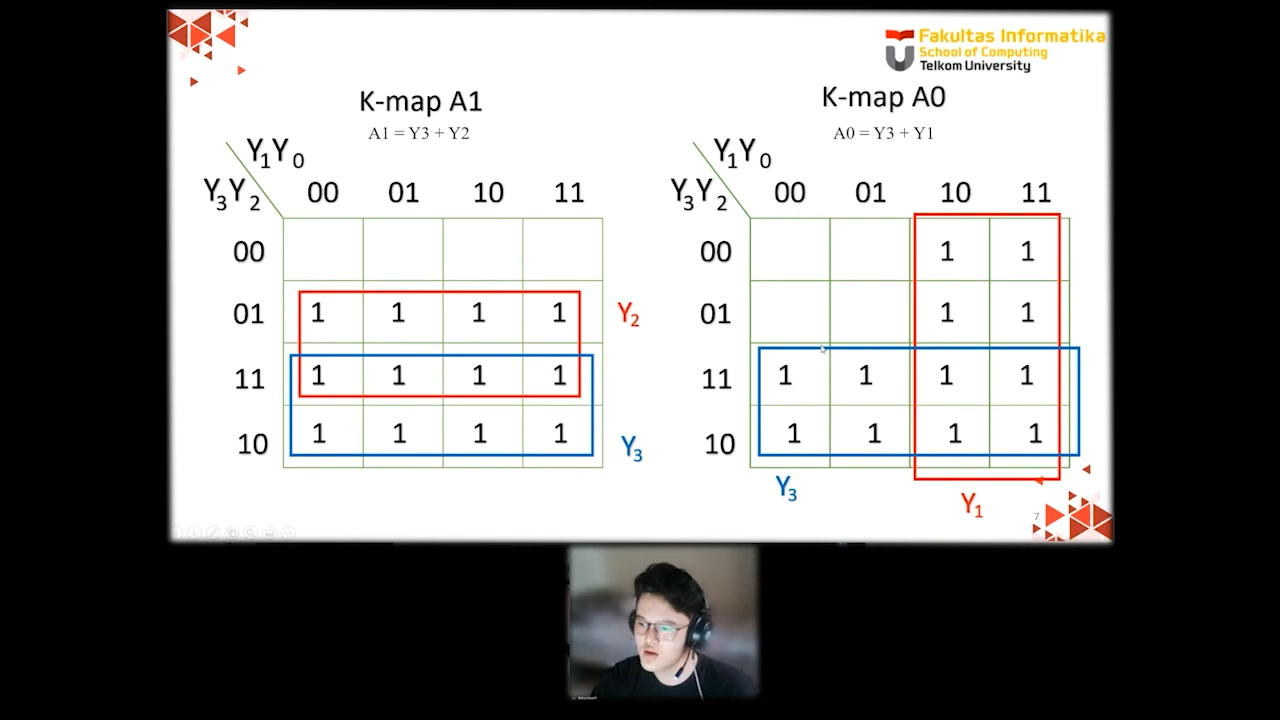 Fakultas Informatika
School of Computing
Telkom University
K-map A1
A1 = Y3 + Y2
Y1Y0
Y3Y2
00 01 10 11
00
01 1 1 1 1 Y2
11 1 1 1 1
10 1 1 1 1 Y3
K-map A0
A0 = Y3 + Y1
Y1Y0
Y3Y2
00 01 10 11
00 1 1
01 1 1
11 1 1 1 1
10 1 1 1 1
Y3
Y1
7